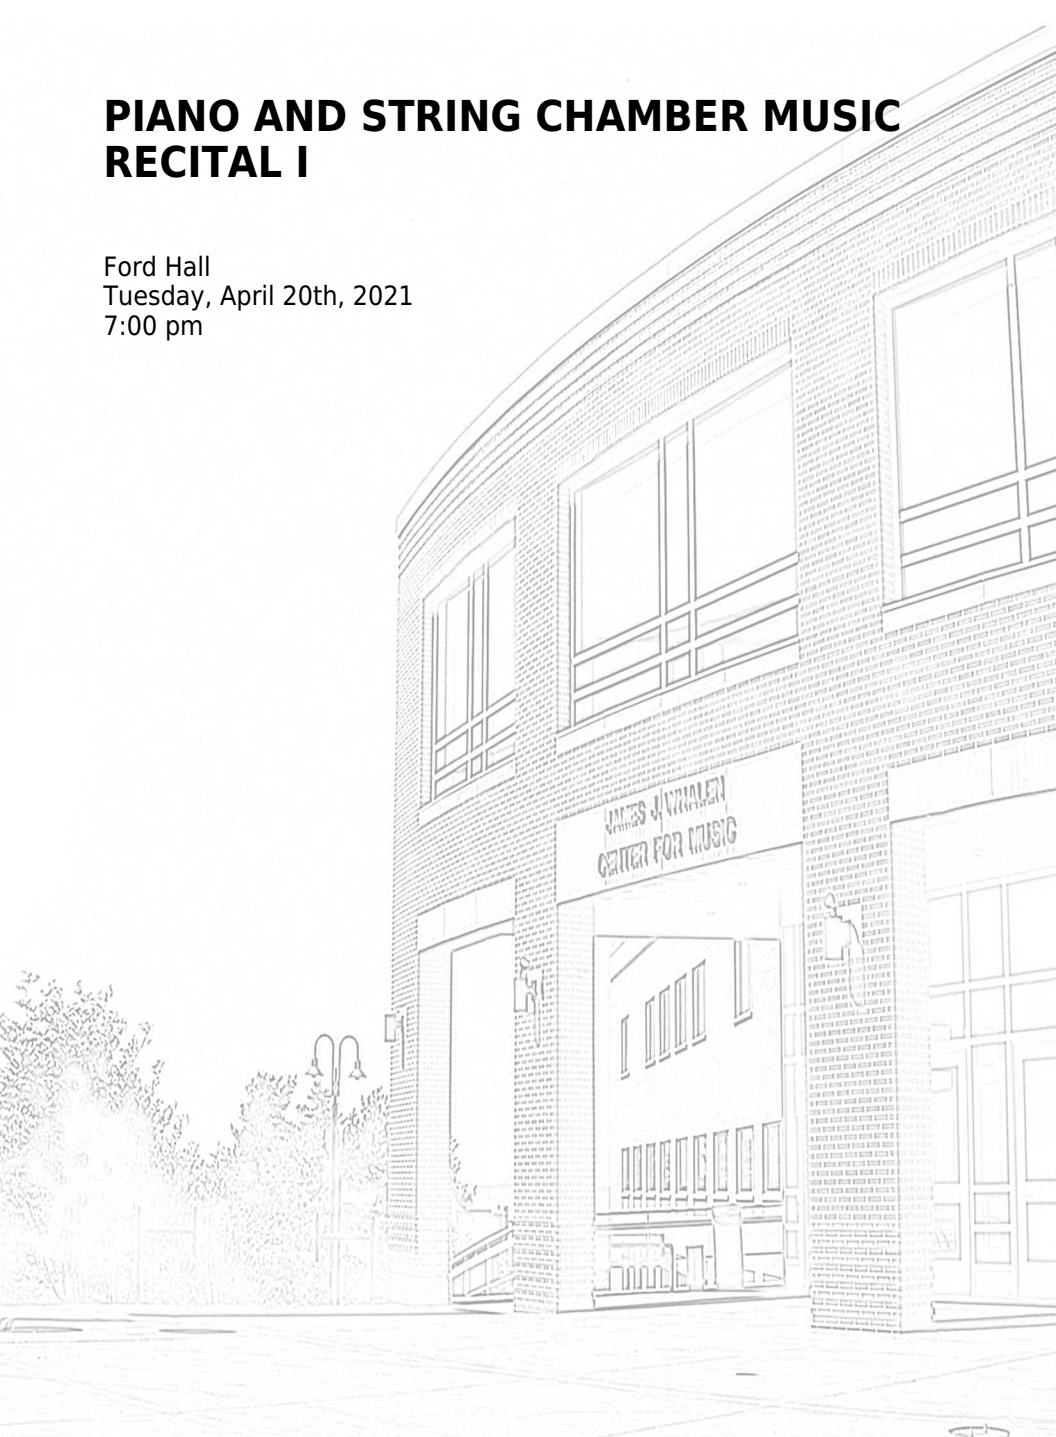 PIANO AND STRING CHAMBER MUSIC
RECITAL I
Ford Hall
Tuesday, April 20th, 2021
7:00 pm
JAMES J. WHALEN
CENTER FOR MUSIC